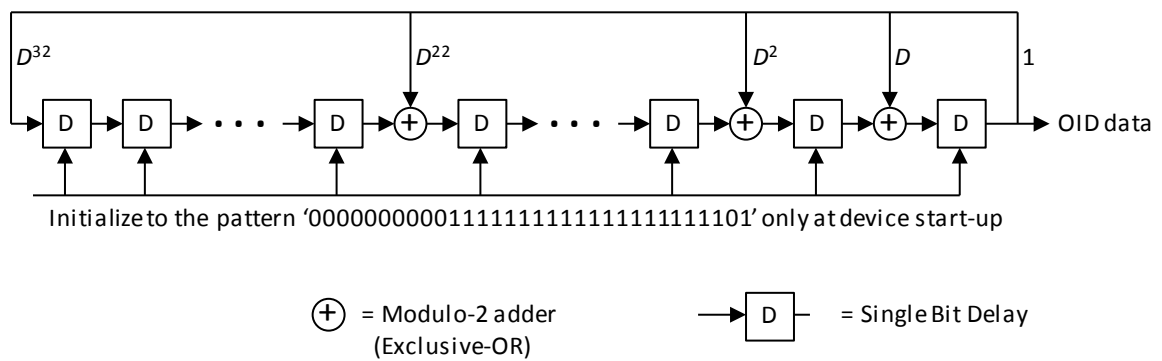 D³² D²² D² D 1
D D D + D D + D + D OID data
Initialize to the pattern '00000000001111111111111111111101' only at device start-up
+ = Modulo-2 adder D = Single Bit Delay
(Exclusive-OR)